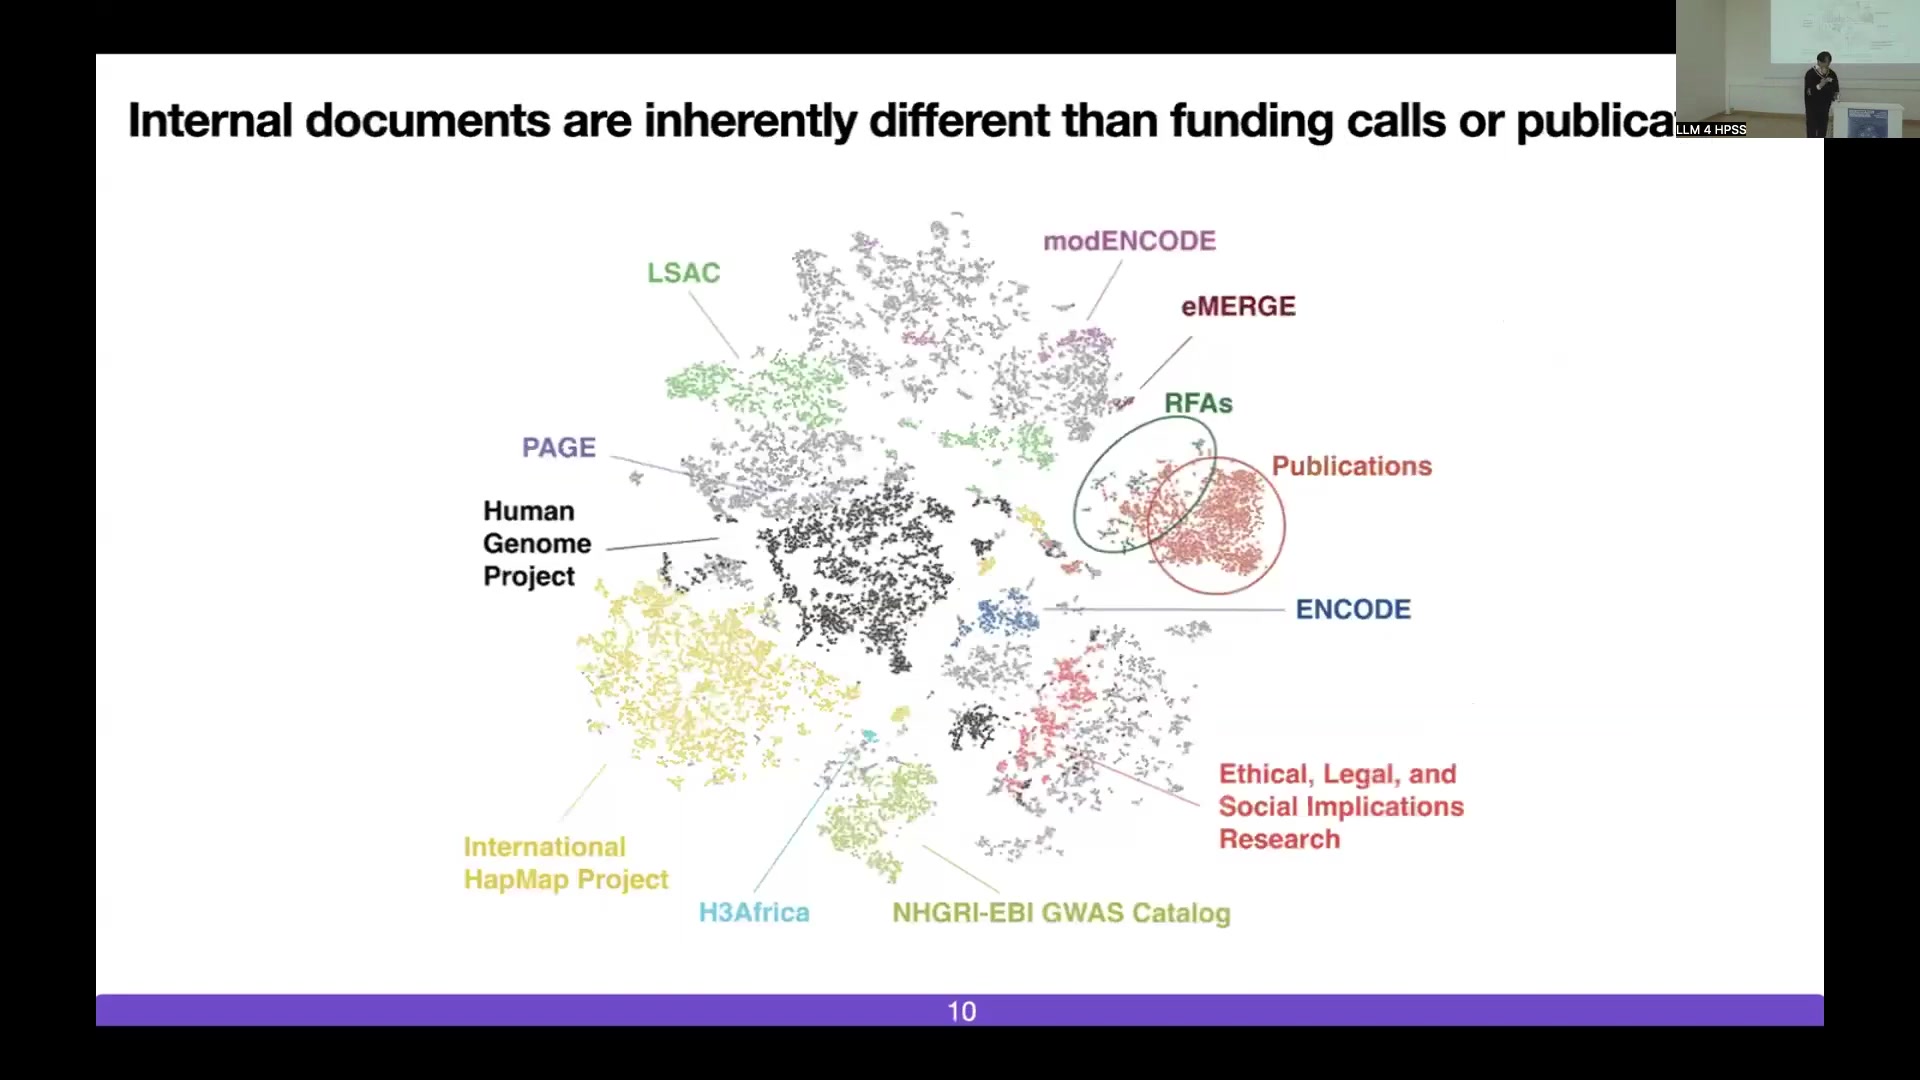 Internal documents are inherently different than funding calls or publica
LLM 4 HPSS
modENCODE
LSAC
eMERGE
RFAs
PAGE
Publications
Human
Genome
Project
ENCODE
Ethical, Legal, and
Social Implications
Research
International
HapMap Project
H3Africa
NHGRI-EBI GWAS Catalog
10